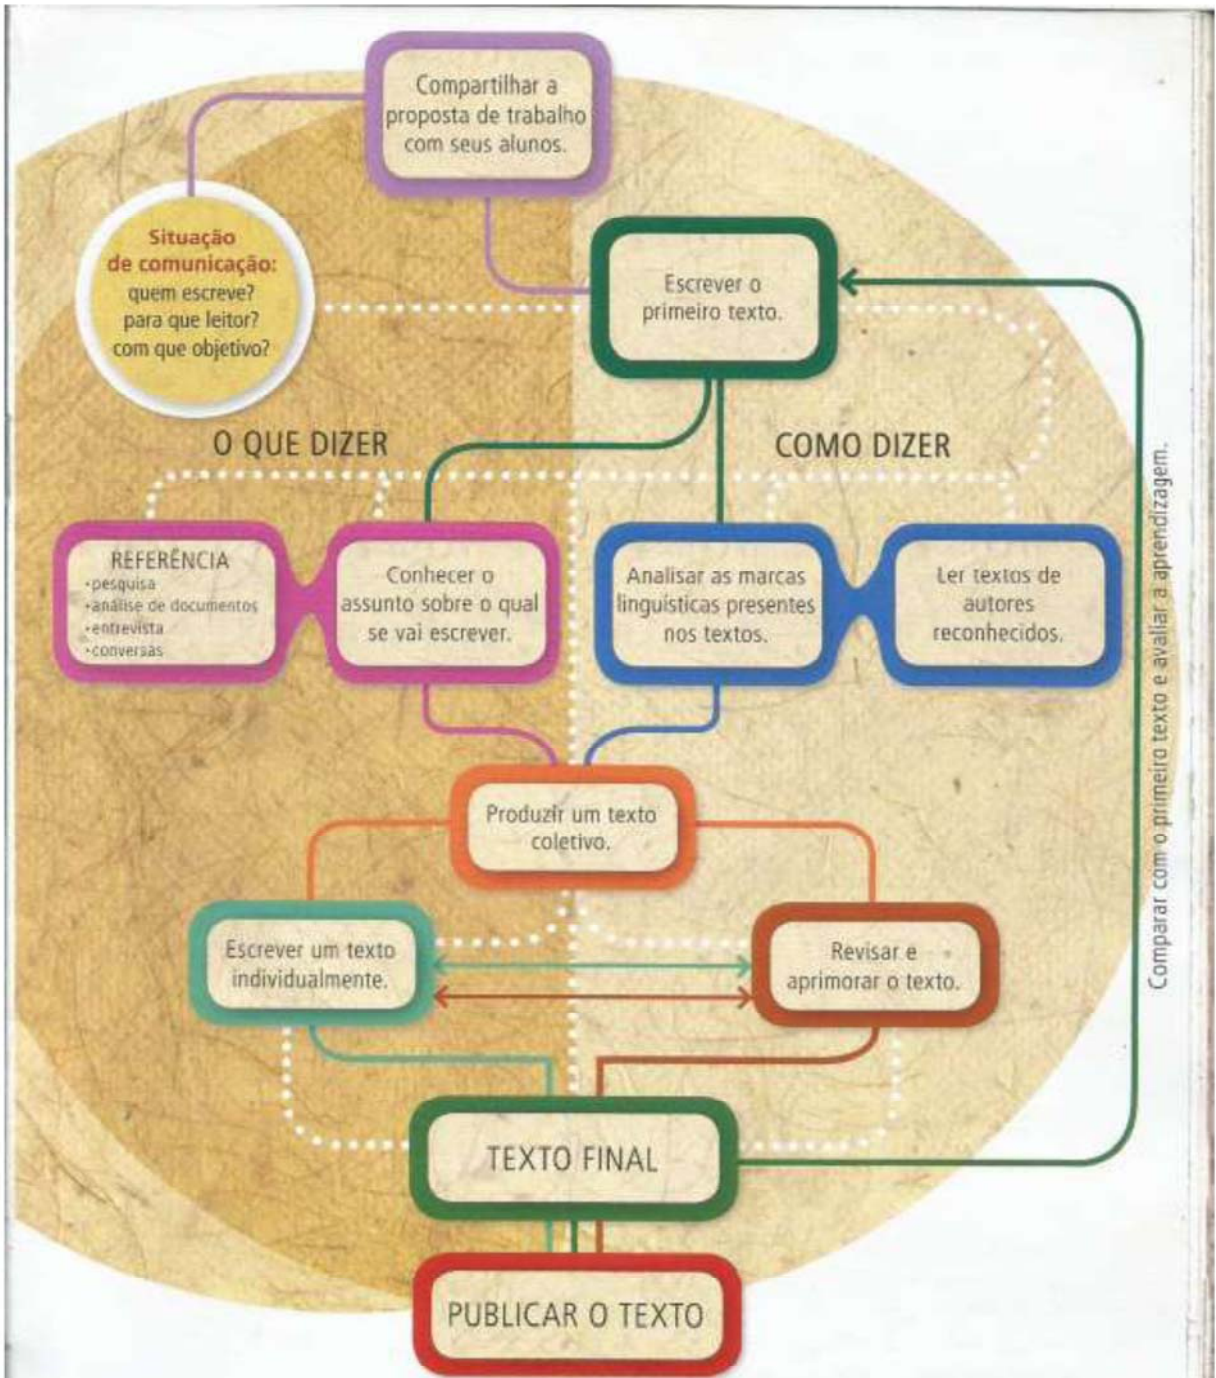 Compartilhar a
proposta de trabalho
com seus alunos.
Situação
de comunicação:
quem escreve?
para que leitor?
com que objetivo?
Escrever o
primeiro texto.
O QUE DIZER
COMO DIZER
REFERÊNCIA
•pesquisa
•análise de documentos
•entrevista
•conversas
Conhecer o
assunto sobre o qual
se vai escrever.
Analisar as marcas
linguísticas presentes
nos textos.
Ler textos de
autores
reconhecidos.
Produzir um texto
coletivo.
Escrever um texto
individualmente.
Revisar e
aprimorar o texto.
TEXTO FINAL
PUBLICAR O TEXTO
Comparar com o primeiro texto e avaliar a aprendizagem.